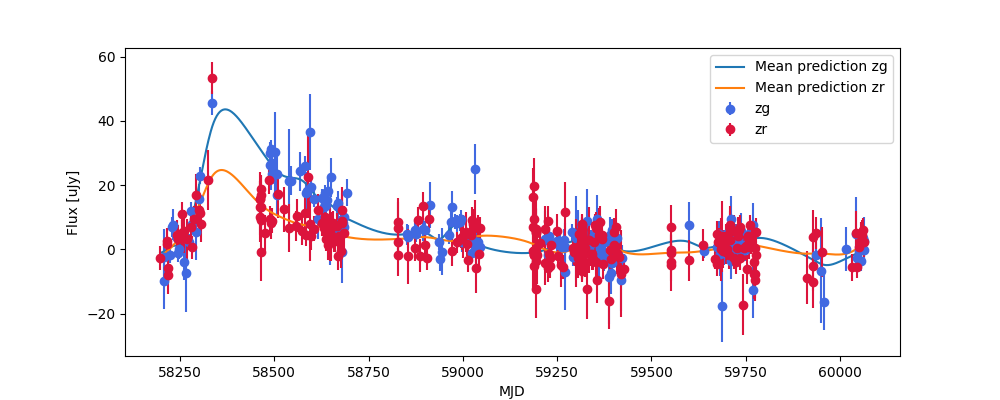 60
40
20
0
−20
Flux [uJy]
58250
58500
58750
59000
59250
59500
59750
60000
MJD
Mean prediction zg
Mean prediction zr
zg
zr